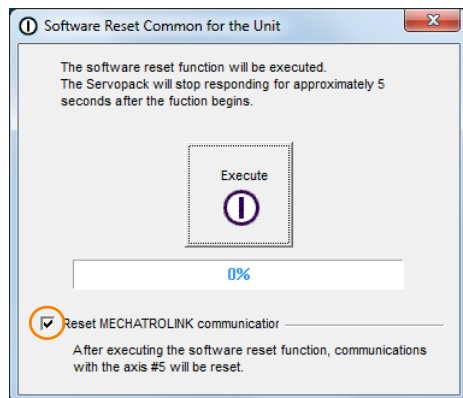 Software Reset Common for the Unit
The software reset function will be executed.
The Servopack will stop responding for approximately 5
seconds after the fuction begins.
Execute
0%
Reset MECHATROLINK communicatior
After executing the software reset function, communications
with the axis #5 will be reset.